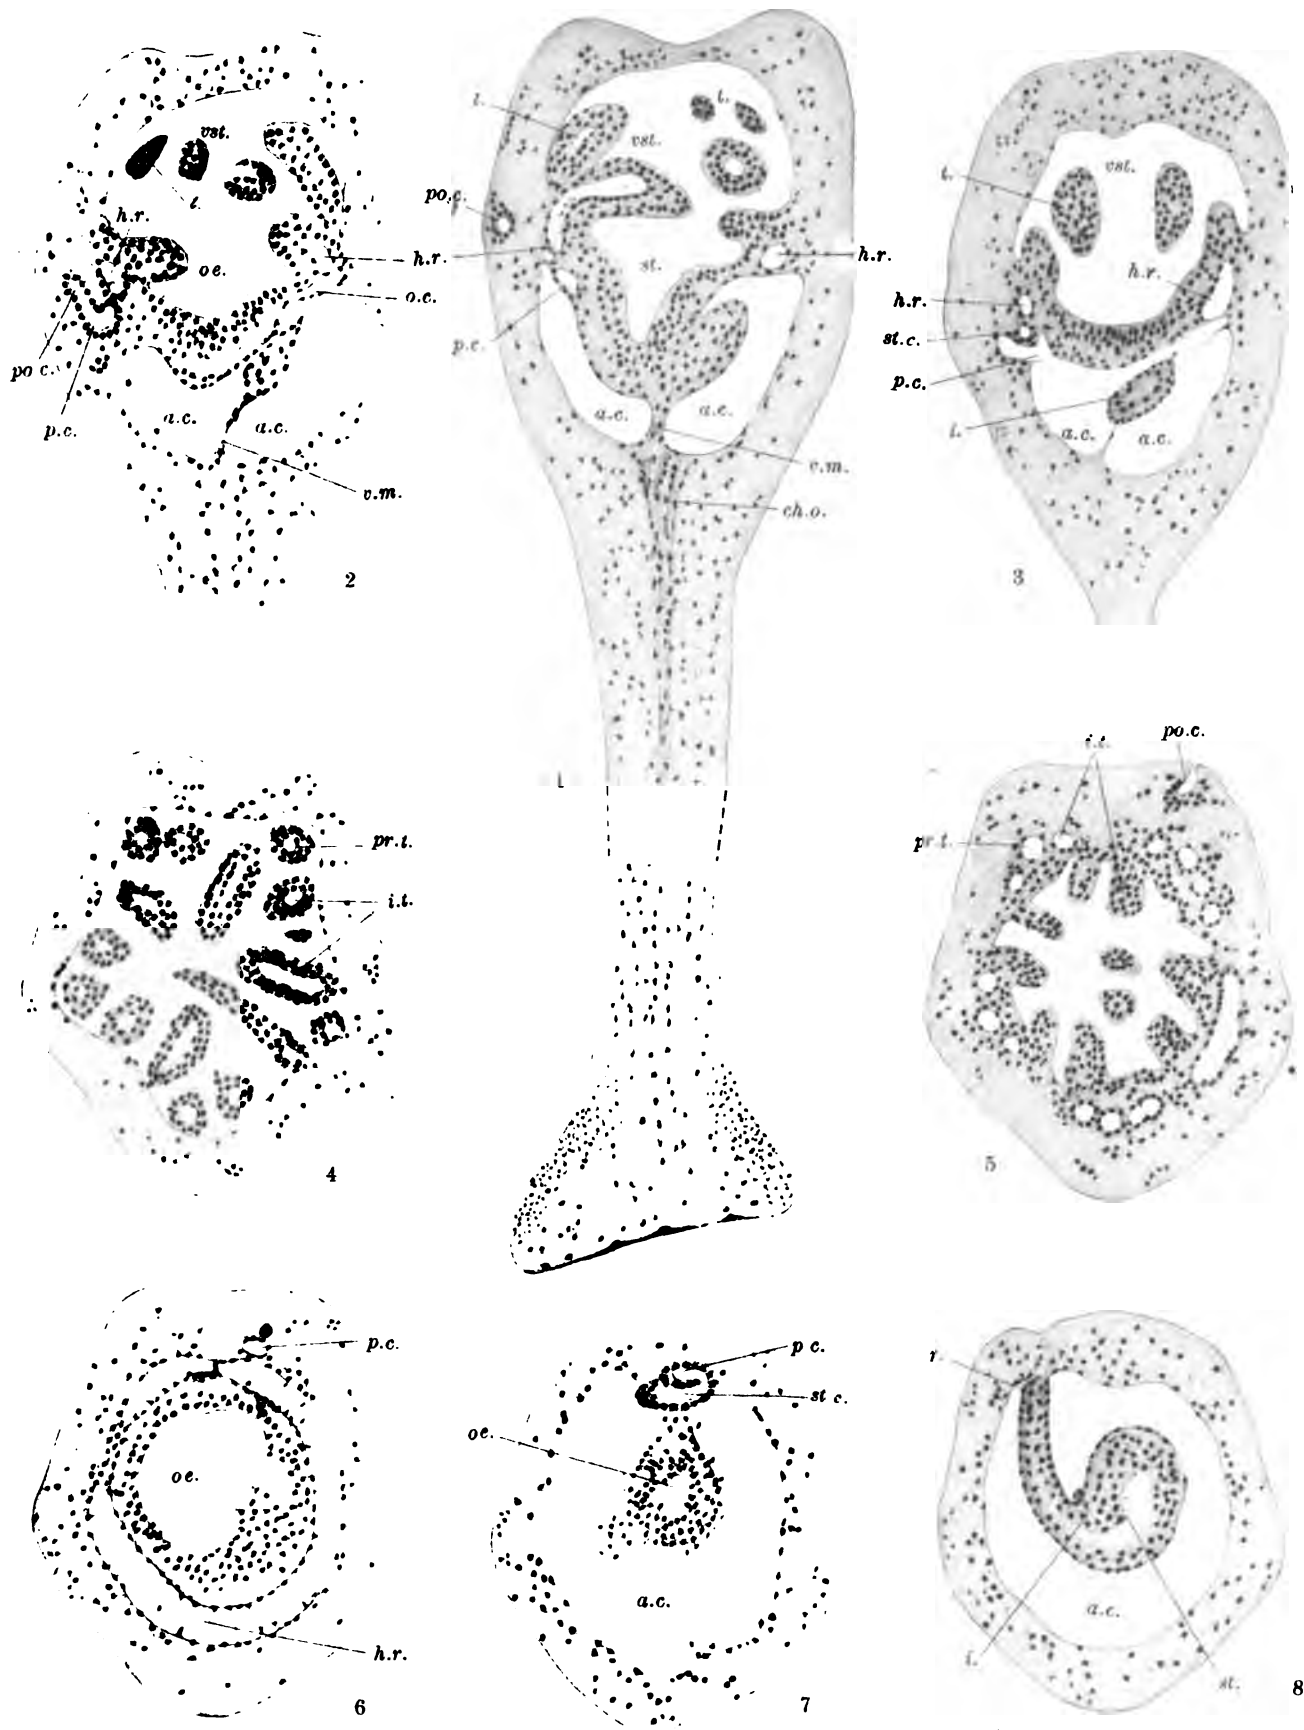 vst.
t.
h.r.
oe.
o.c.
po.c.
p.c.
a.c.
a.c.
v.m.
2
t.
t.
vst.
po.c.
h.r.
h.r.
st.
p.c.
a.c.
a.c.
v.m.
ch.o.
1
t.
vst.
h.r.
h.r.
st.c.
p.c.
i.
a.c.
a.c.
3
pr.t.
i.t.
4
i.t.
po.c.
pr.t.
5
p.c.
oe.
h.r.
6
p.c.
st.c.
oe.
a.c.
7
r.
a.c.
i.
st.
8